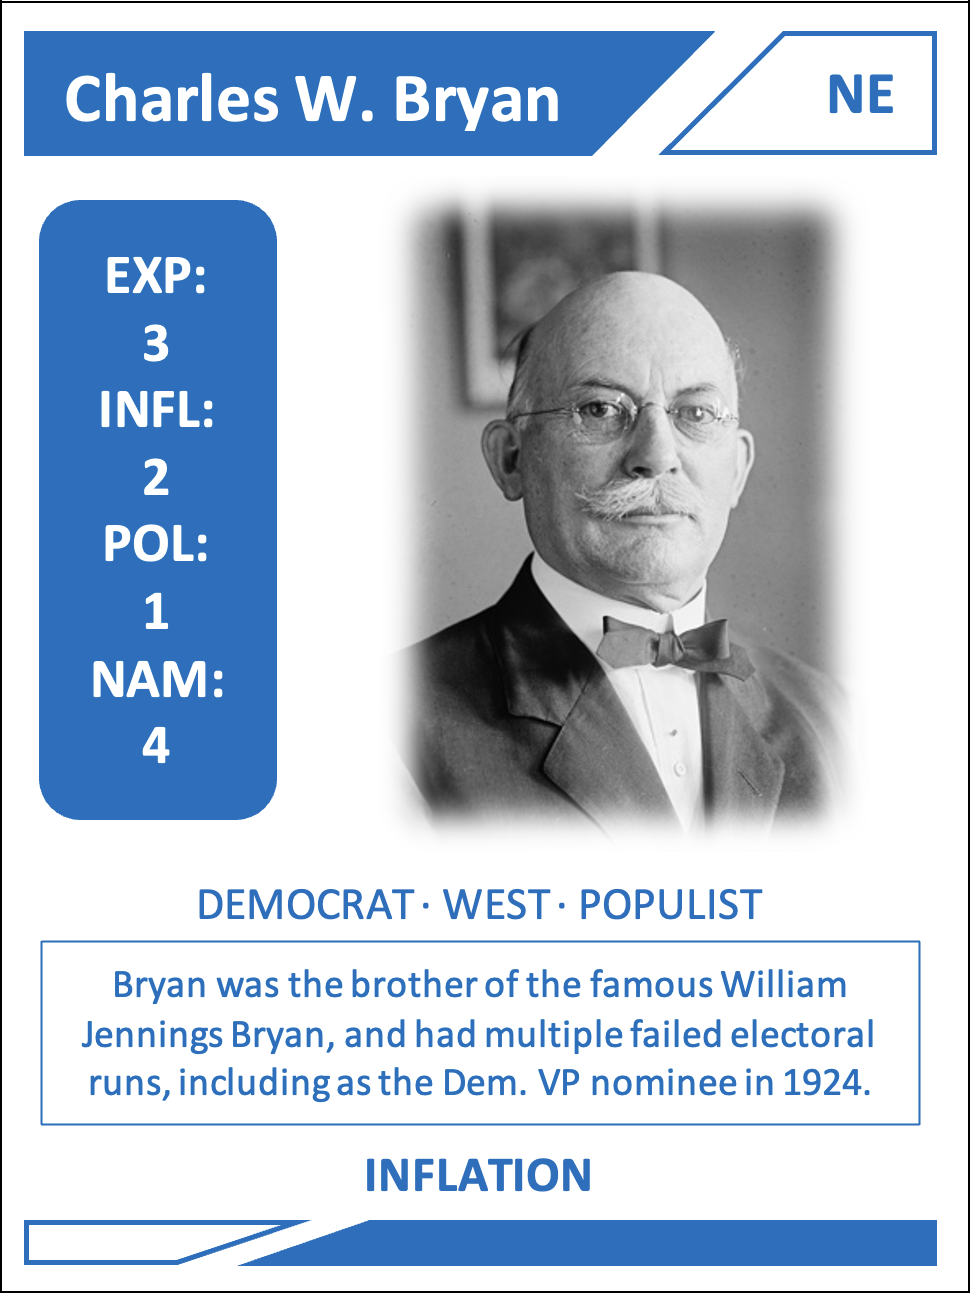 Charles W. Bryan
NE
EXP:
3
INFL:
2
POL:
1
NAM:
4
DEMOCRAT · WEST · POPULIST
Bryan was the brother of the famous William
Jennings Bryan, and had multiple failed electoral
runs, including as the Dem. VP nominee in 1924.
INFLATION